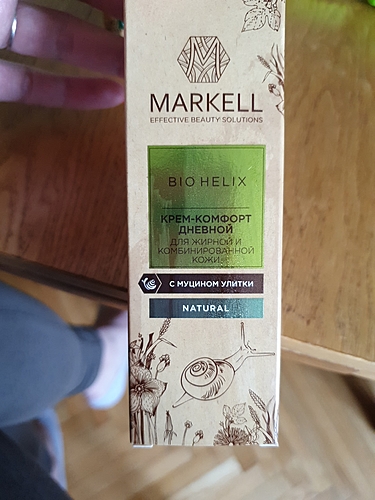 MARKELL
EFFECTIVE BEAUTY SOLUTIONS
BIO HELIX
КРЕМ-КОМФОРТ
ДНЕВНОЙ
ДЛЯ ЖИРНОЙ И
КОМБИНИРОВАННОЙ
КОЖИ
С МУЦИНОМ УЛИТКИ
NATURAL